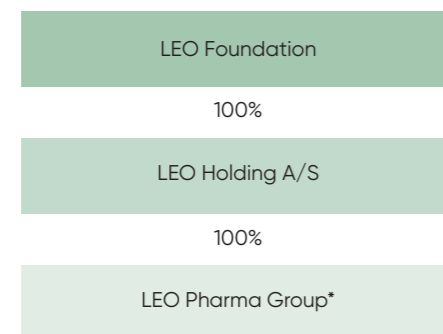 LEO Foundation
100%
LEO Holding A/S
100%
LEO Pharma Group*